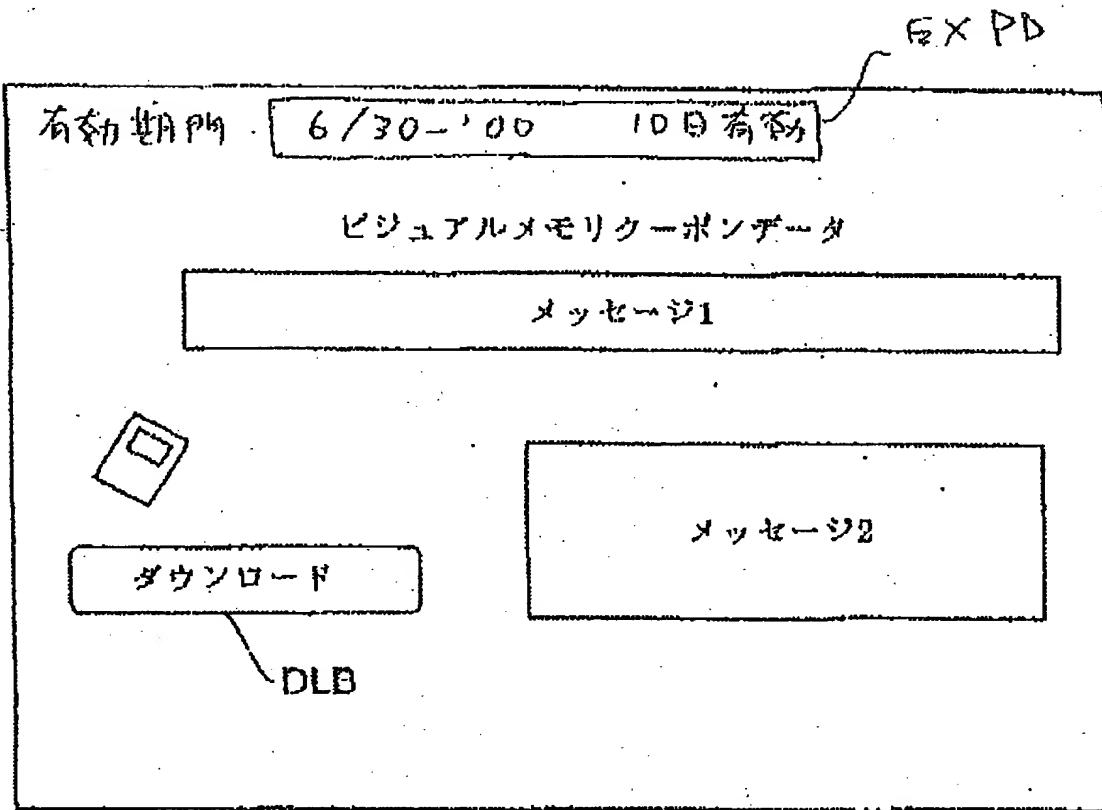 EXPD
有効期間 6/30-'00 10日有効
ビジュアルメモリクーポンデータ
メッセージ1
メッセージ2
ダウンロード
DLB